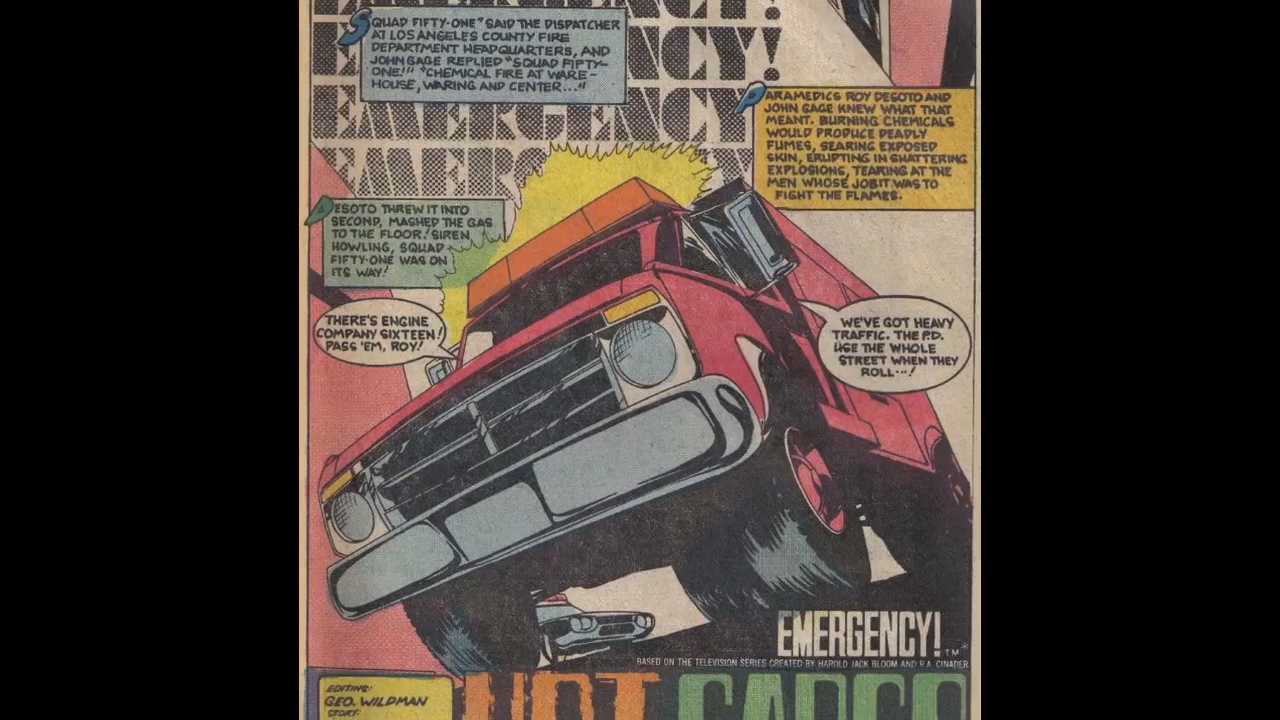 EMERGENCY!
SQUAD FIFTY-ONE" SAID THE DISPATCHER
AT LOS ANGELES COUNTY FIRE
DEPARTMENT HEADQUARTERS, AND
JOHN GAGE REPLIED "SQUAD FIFTY-
ONE!" "CHEMICAL FIRE AT WARE-
HOUSE, WARING AND CENTER..."
EMERGENCY
EMERGENCY
PARAMEDICS ROY DESOTO AND
JOHN GAGE KNEW WHAT THAT
MEANT. BURNING CHEMICALS
WOULD PRODUCE DEADLY
FUMES, SEARING EXPOSED
SKIN, ERUPTING IN SHATTERING
EXPLOSIONS, TEARING AT THE
MEN WHOSE JOB IT WAS TO
FIGHT THE FLAMES.
DESOTO THREW IT INTO
SECOND, MASHED THE GAS
TO THE FLOOR! SIREN
HOWLING, SQUAD
FIFTY-ONE WAS ON
ITS WAY!
THERE'S ENGINE
COMPANY SIXTEEN!
PASS 'EM, ROY!
WE'VE GOT HEAVY
TRAFFIC. THE P.D.
USE THE WHOLE
STREET WHEN THEY
ROLL--!
EMERGENCY!™
BASED ON THE TELEVISION SERIES CREATED BY HAROLD JACK BLOOM AND R.A. CINADER
EDITING:
GEO. WILDMAN
STORY:
HOT CARGO